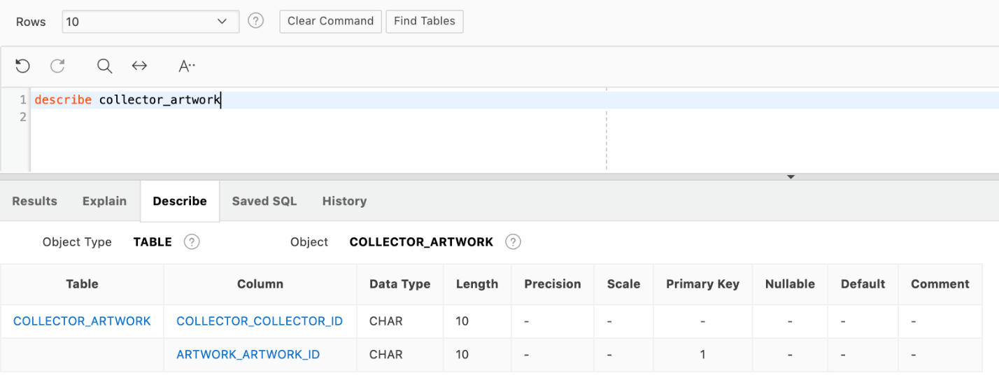 Rows 10 ? Clear Command Find Tables
A··
1 describe collector_artwork
2
Results Explain Describe Saved SQL History
Object Type TABLE ? Object COLLECTOR_ARTWORK ?
Table Column Data Type Length Precision Scale Primary Key Nullable Default Comment
COLLECTOR_ARTWORK COLLECTOR_COLLECTOR_ID CHAR 10 - - - - - -
ARTWORK_ARTWORK_ID CHAR 10 - - 1 - - -